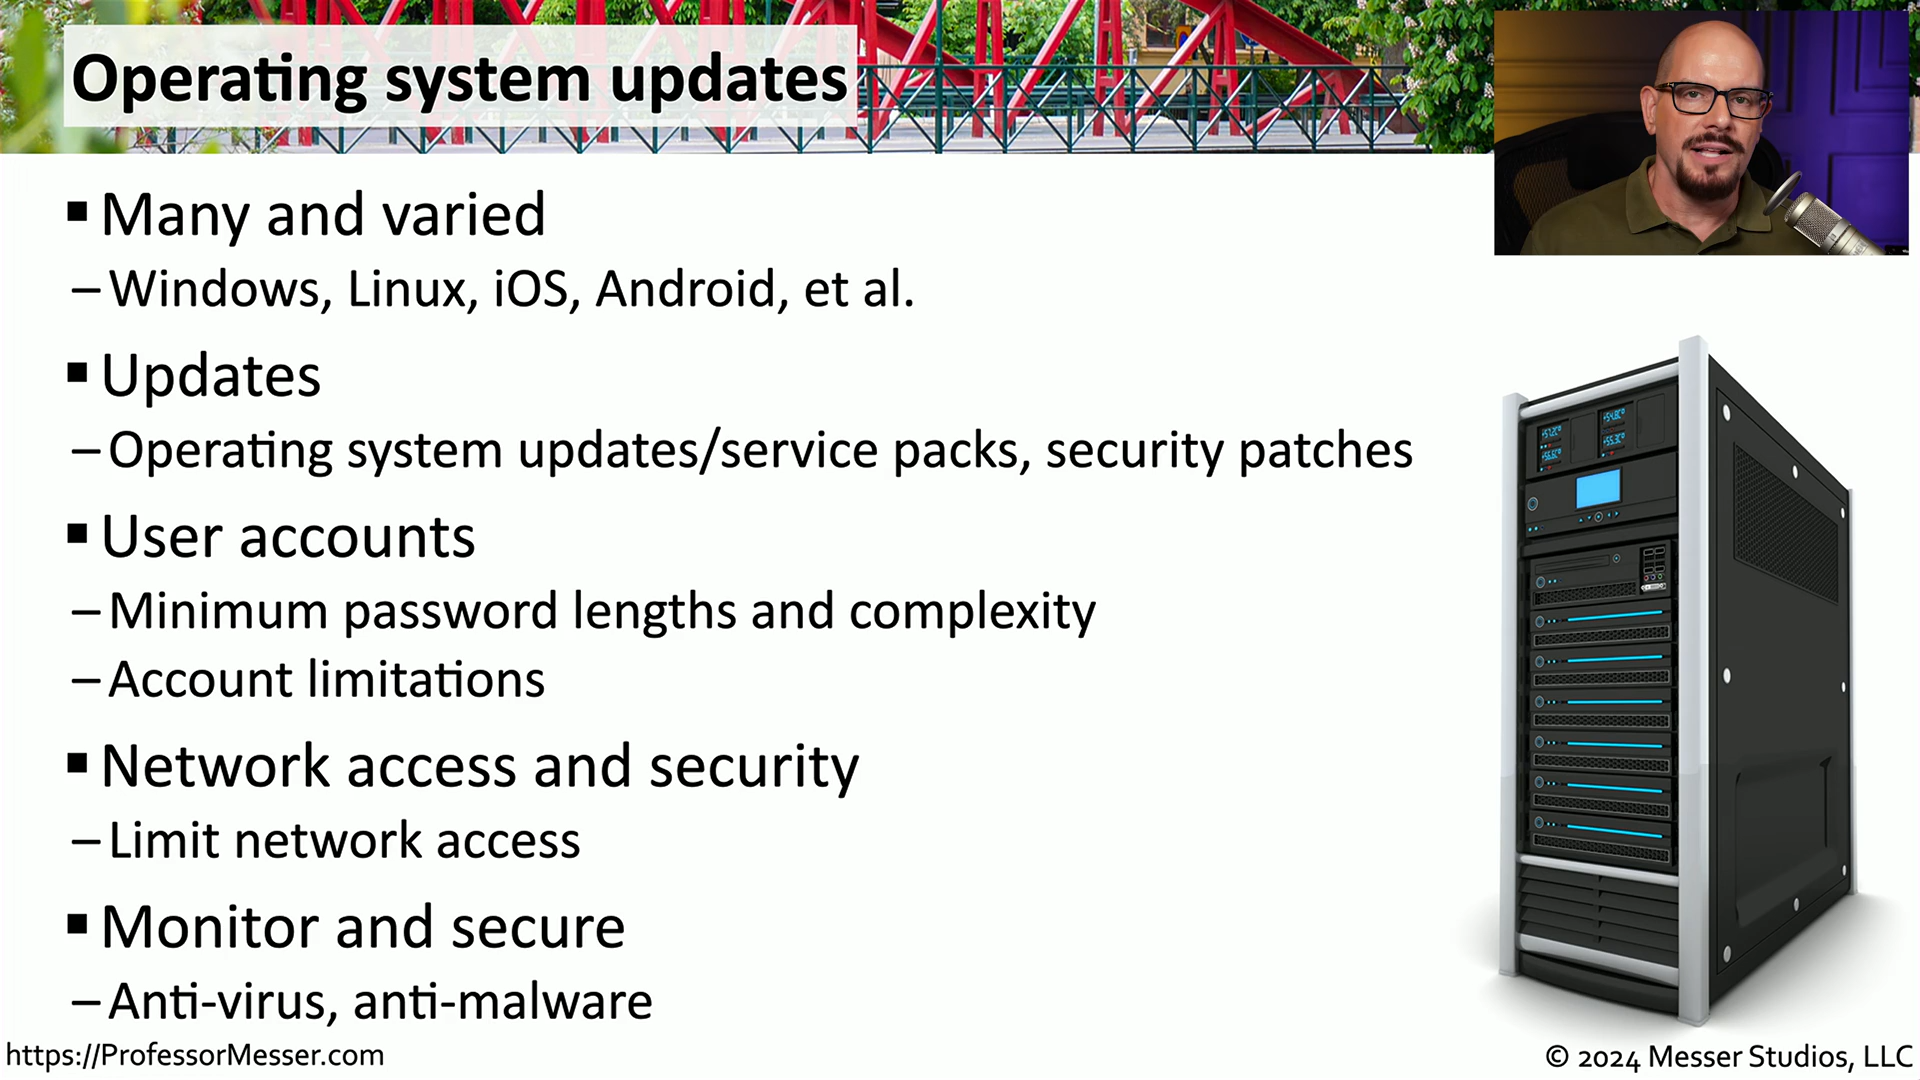 Operating system updates
▪ Many and varied
– Windows, Linux, iOS, Android, et al.
▪ Updates
– Operating system updates/service packs, security patches
▪ User accounts
– Minimum password lengths and complexity
– Account limitations
▪ Network access and security
– Limit network access
▪ Monitor and secure
– Anti-virus, anti-malware
https://ProfessorMesser.com
© 2024 Messer Studios, LLC